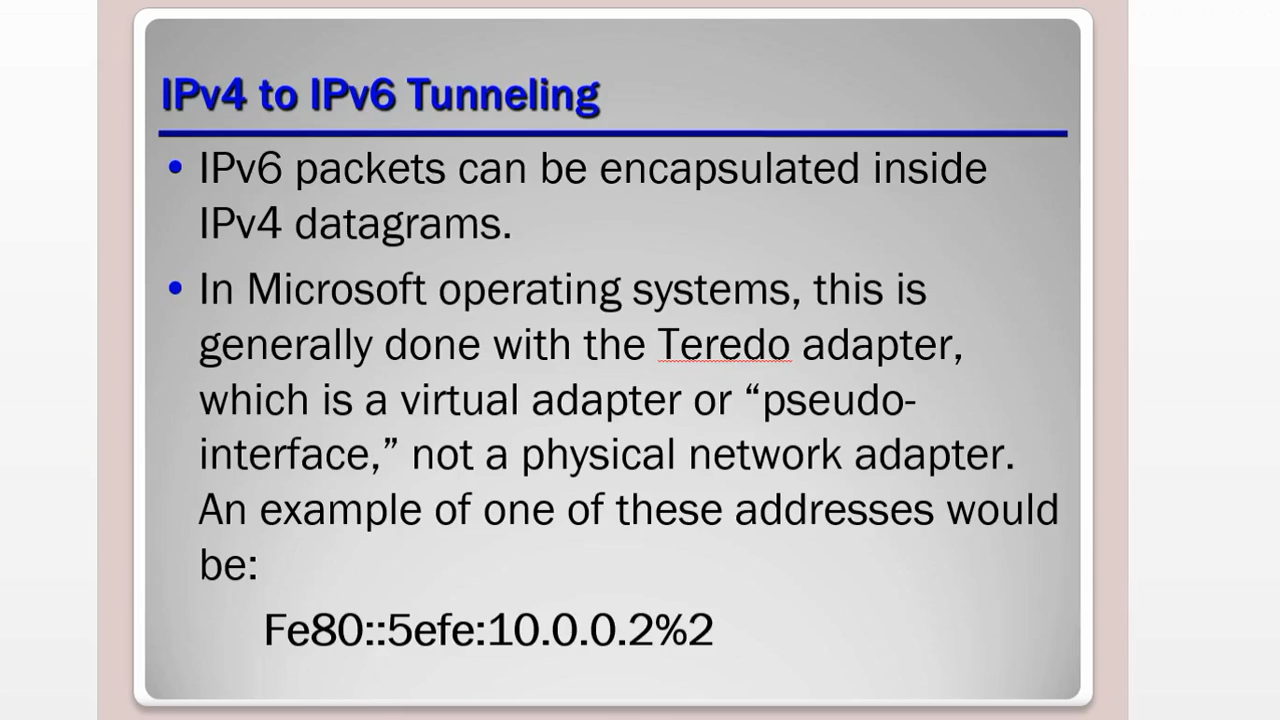 IPv4 to IPv6 Tunneling
• IPv6 packets can be encapsulated inside
IPv4 datagrams.
• In Microsoft operating systems, this is
generally done with the Teredo adapter,
which is a virtual adapter or “pseudo-
interface,” not a physical network adapter.
An example of one of these addresses would
be:
Fe80::5efe:10.0.0.2%2